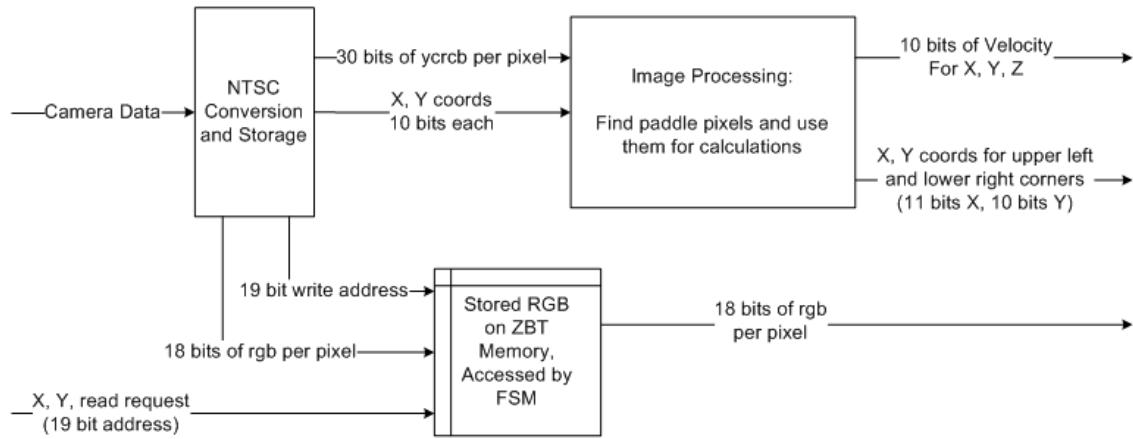 Camera Data
NTSC
Conversion
and Storage
30 bits of ycrcb per pixel
X, Y coords
10 bits each
Image Processing:
Find paddle pixels and use
them for calculations
10 bits of Velocity
For X, Y, Z
X, Y coords for upper left
and lower right corners
(11 bits X, 10 bits Y)
19 bit write address
18 bits of rgb per pixel
X, Y, read request
(19 bit address)
Stored RGB
on ZBT
Memory,
Accessed by
FSM
18 bits of rgb
per pixel